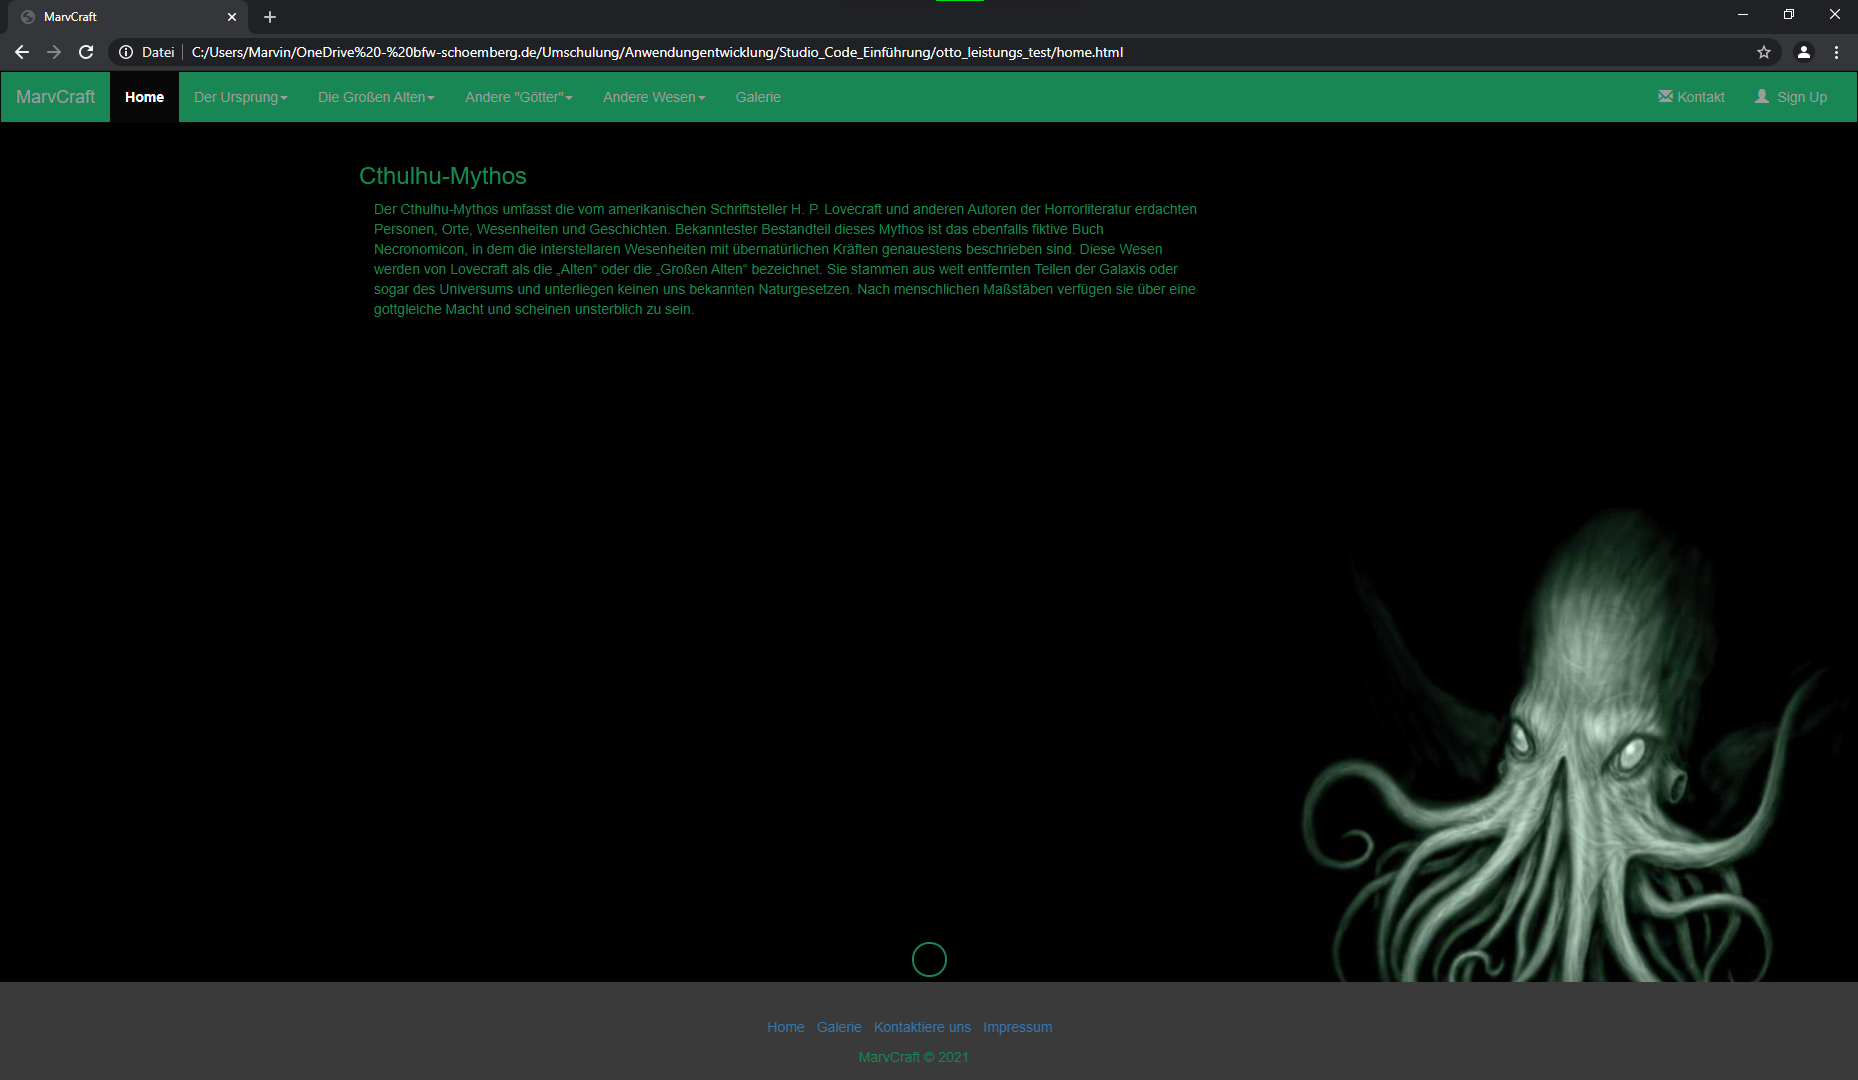 MarvCraft
Datei C:/Users/Marvin/OneDrive%20-%20bfw-schoemberg.de/Umschulung/Anwendungentwicklung/Studio_Code_Einführung/otto_leistungs_test/home.html
MarvCraft Home Der Ursprung Die Großen Alten Andere "Götter" Andere Wesen Galerie Kontakt Sign Up
Cthulhu-Mythos
Der Cthulhu-Mythos umfasst die vom amerikanischen Schriftsteller H. P. Lovecraft und anderen Autoren der Horrorliteratur erdachten
Personen, Orte, Wesenheiten und Geschichten. Bekanntester Bestandteil dieses Mythos ist das ebenfalls fiktive Buch
Necronomicon, in dem die interstellaren Wesenheiten mit übernatürlichen Kräften genauestens beschrieben sind. Diese Wesen
werden von Lovecraft als die „Alten“ oder die „Großen Alten“ bezeichnet. Sie stammen aus weit entfernten Teilen der Galaxis oder
sogar des Universums und unterliegen keinen uns bekannten Naturgesetzen. Nach menschlichen Maßstäben verfügen sie über eine
gottgleiche Macht und scheinen unsterblich zu sein.
Home Galerie Kontaktiere uns Impressum
MarvCraft © 2021